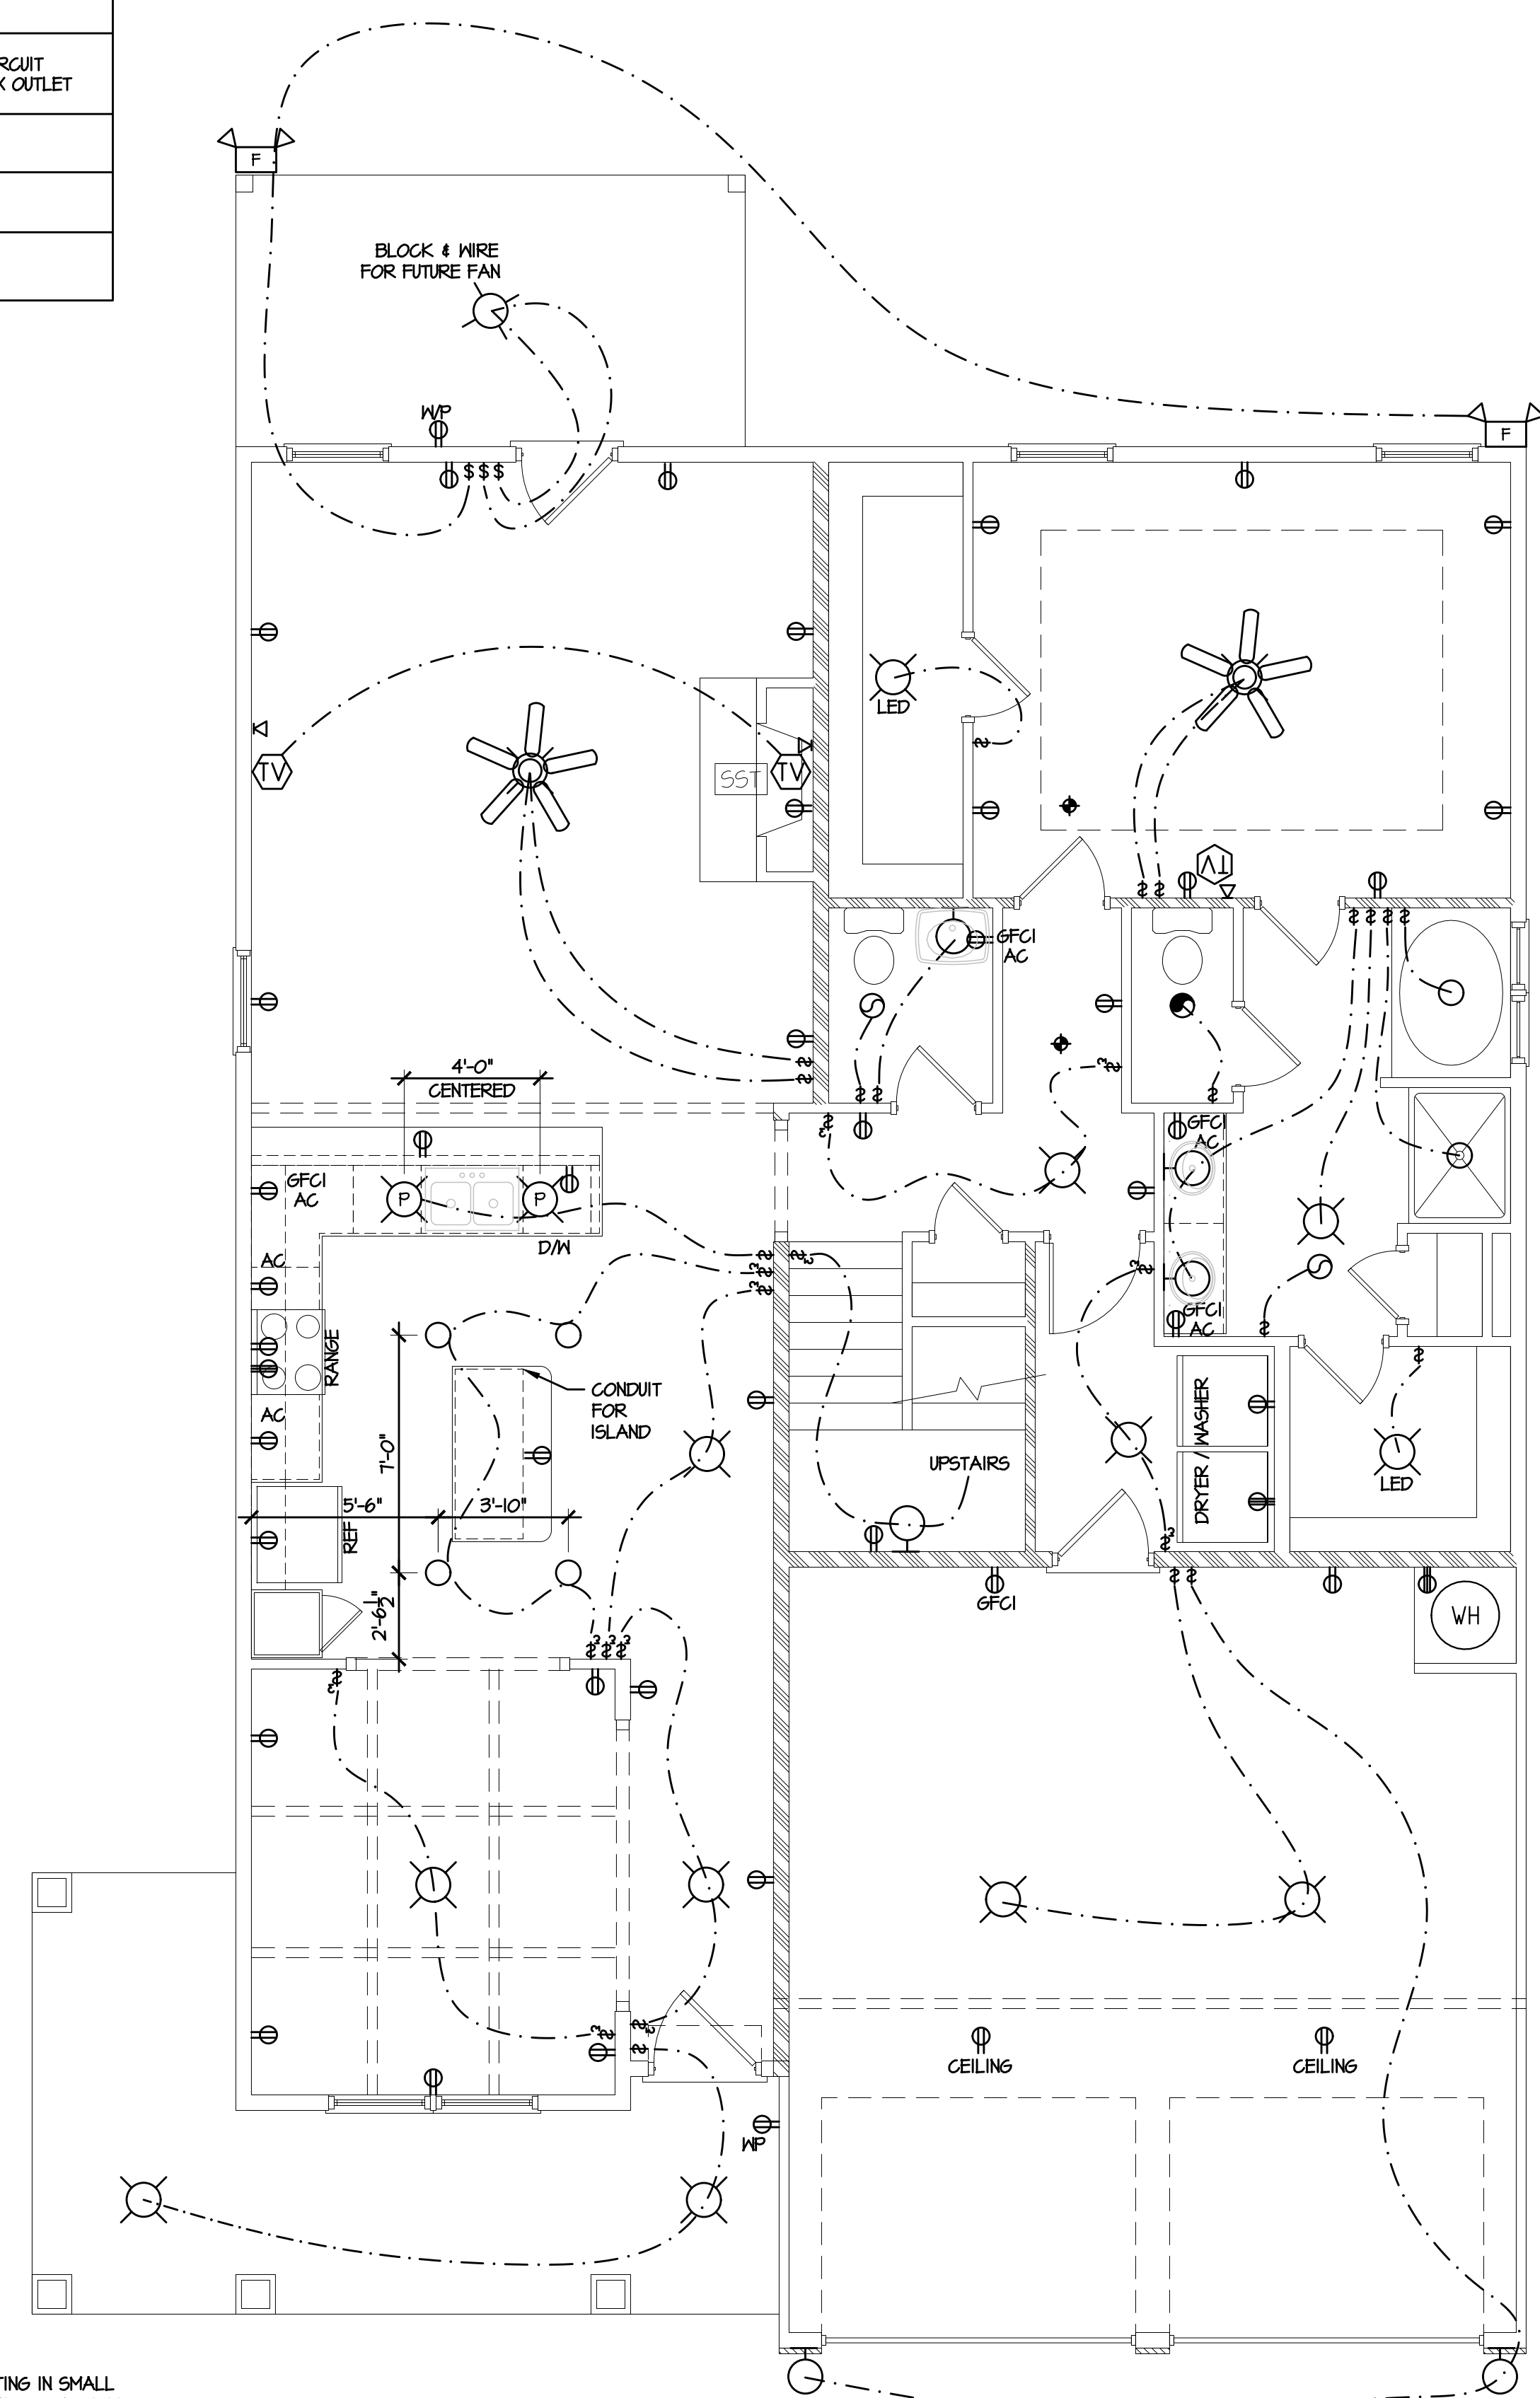 RCUIT
X OUTLET
F
BLOCK & WIRE
FOR FUTURE FAN
W/P
F
$ $ $
LED
TV
SST
TV
TV
GFCI
AC
4'-0"
CENTERED
GFCI
AC
GFCI
AC
P
P
D/W
AC
RANGE
GFCI
AC
CONDUIT
FOR
ISLAND
AC
DRYER / WASHER
7'-0"
UPSTAIRS
LED
5'-6"
3'-10"
REF
GFCI
WH
2'-6 1/2"
CEILING
CEILING
WP
TING IN SMALL